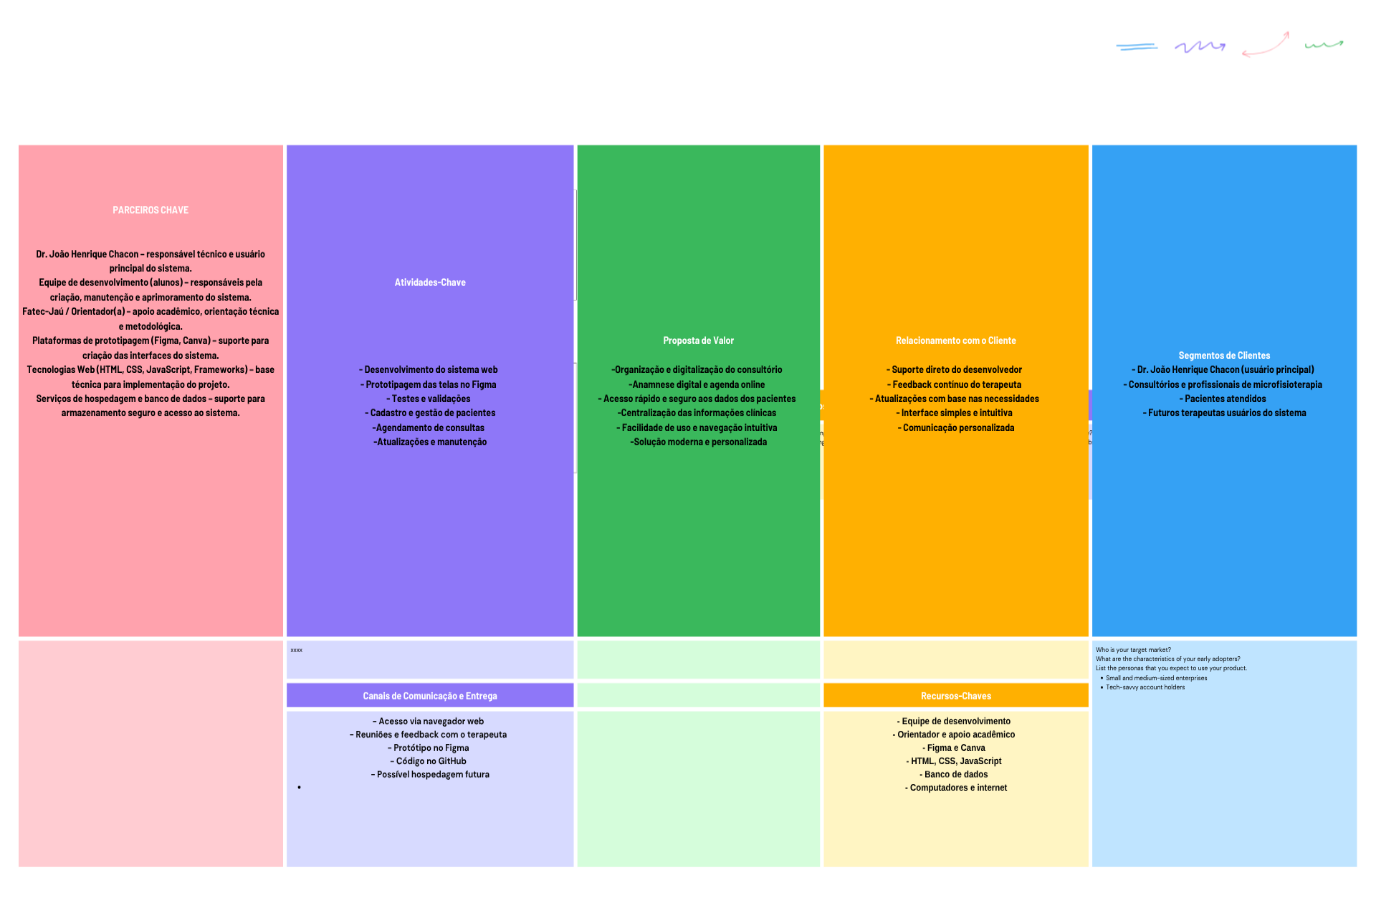 PARCEIROS CHAVE
Dr. João Henrique Chacon – responsável técnico e usuário
principal do sistema.
Equipe de desenvolvimento (alunos) – responsáveis pela
criação, manutenção e aprimoramento do sistema.
Fatec-Jaú / Orientador(a) – apoio acadêmico, orientação técnica
e metodológica.
Plataformas de prototipagem (Figma, Canva) – suporte para
criação das interfaces do sistema.
Tecnologias Web (HTML, CSS, JavaScript, Frameworks) – base
técnica para implementação do projeto.
Serviços de hospedagem e banco de dados – suporte para
armazenamento seguro e acesso ao sistema.
Atividades-Chave
- Desenvolvimento do sistema web
- Prototipagem das telas no Figma
- Testes e validações
- Cadastro e gestão de pacientes
-Agendamento de consultas
-Atualizações e manutenção
Proposta de Valor
-Organização e digitalização do consultório
-Anamnese digital e agenda online
- Acesso rápido e seguro aos dados dos pacientes
-Centralização das informações clínicas
- Facilidade de uso e navegação intuitiva
-Solução moderna e personalizada
Relacionamento com o Cliente
- Suporte direto do desenvolvedor
- Feedback contínuo do terapeuta
- Atualizações com base nas necessidades
- Interface simples e intuitiva
- Comunicação personalizada
Segmentos de Clientes
- Dr. João Henrique Chacon (usuário principal)
- Consultórios e profissionais de microfisioterapia
- Pacientes atendidos
- Futuros terapeutas usuários do sistema
xxxx
Canais de Comunicação e Entrega
- Acesso via navegador web
- Reuniões e feedback com o terapeuta
- Protótipo no Figma
- Código no GitHub
- Possível hospedagem futura
•
Recursos-Chaves
- Equipe de desenvolvimento
- Orientador e apoio acadêmico
- Figma e Canva
- HTML, CSS, JavaScript
- Banco de dados
- Computadores e internet
Who is your target market?
What are the characteristics of your early adopters?
List the personas that you expect to use your product.
• Small and medium-sized enterprises
• Tech-savvy account holders